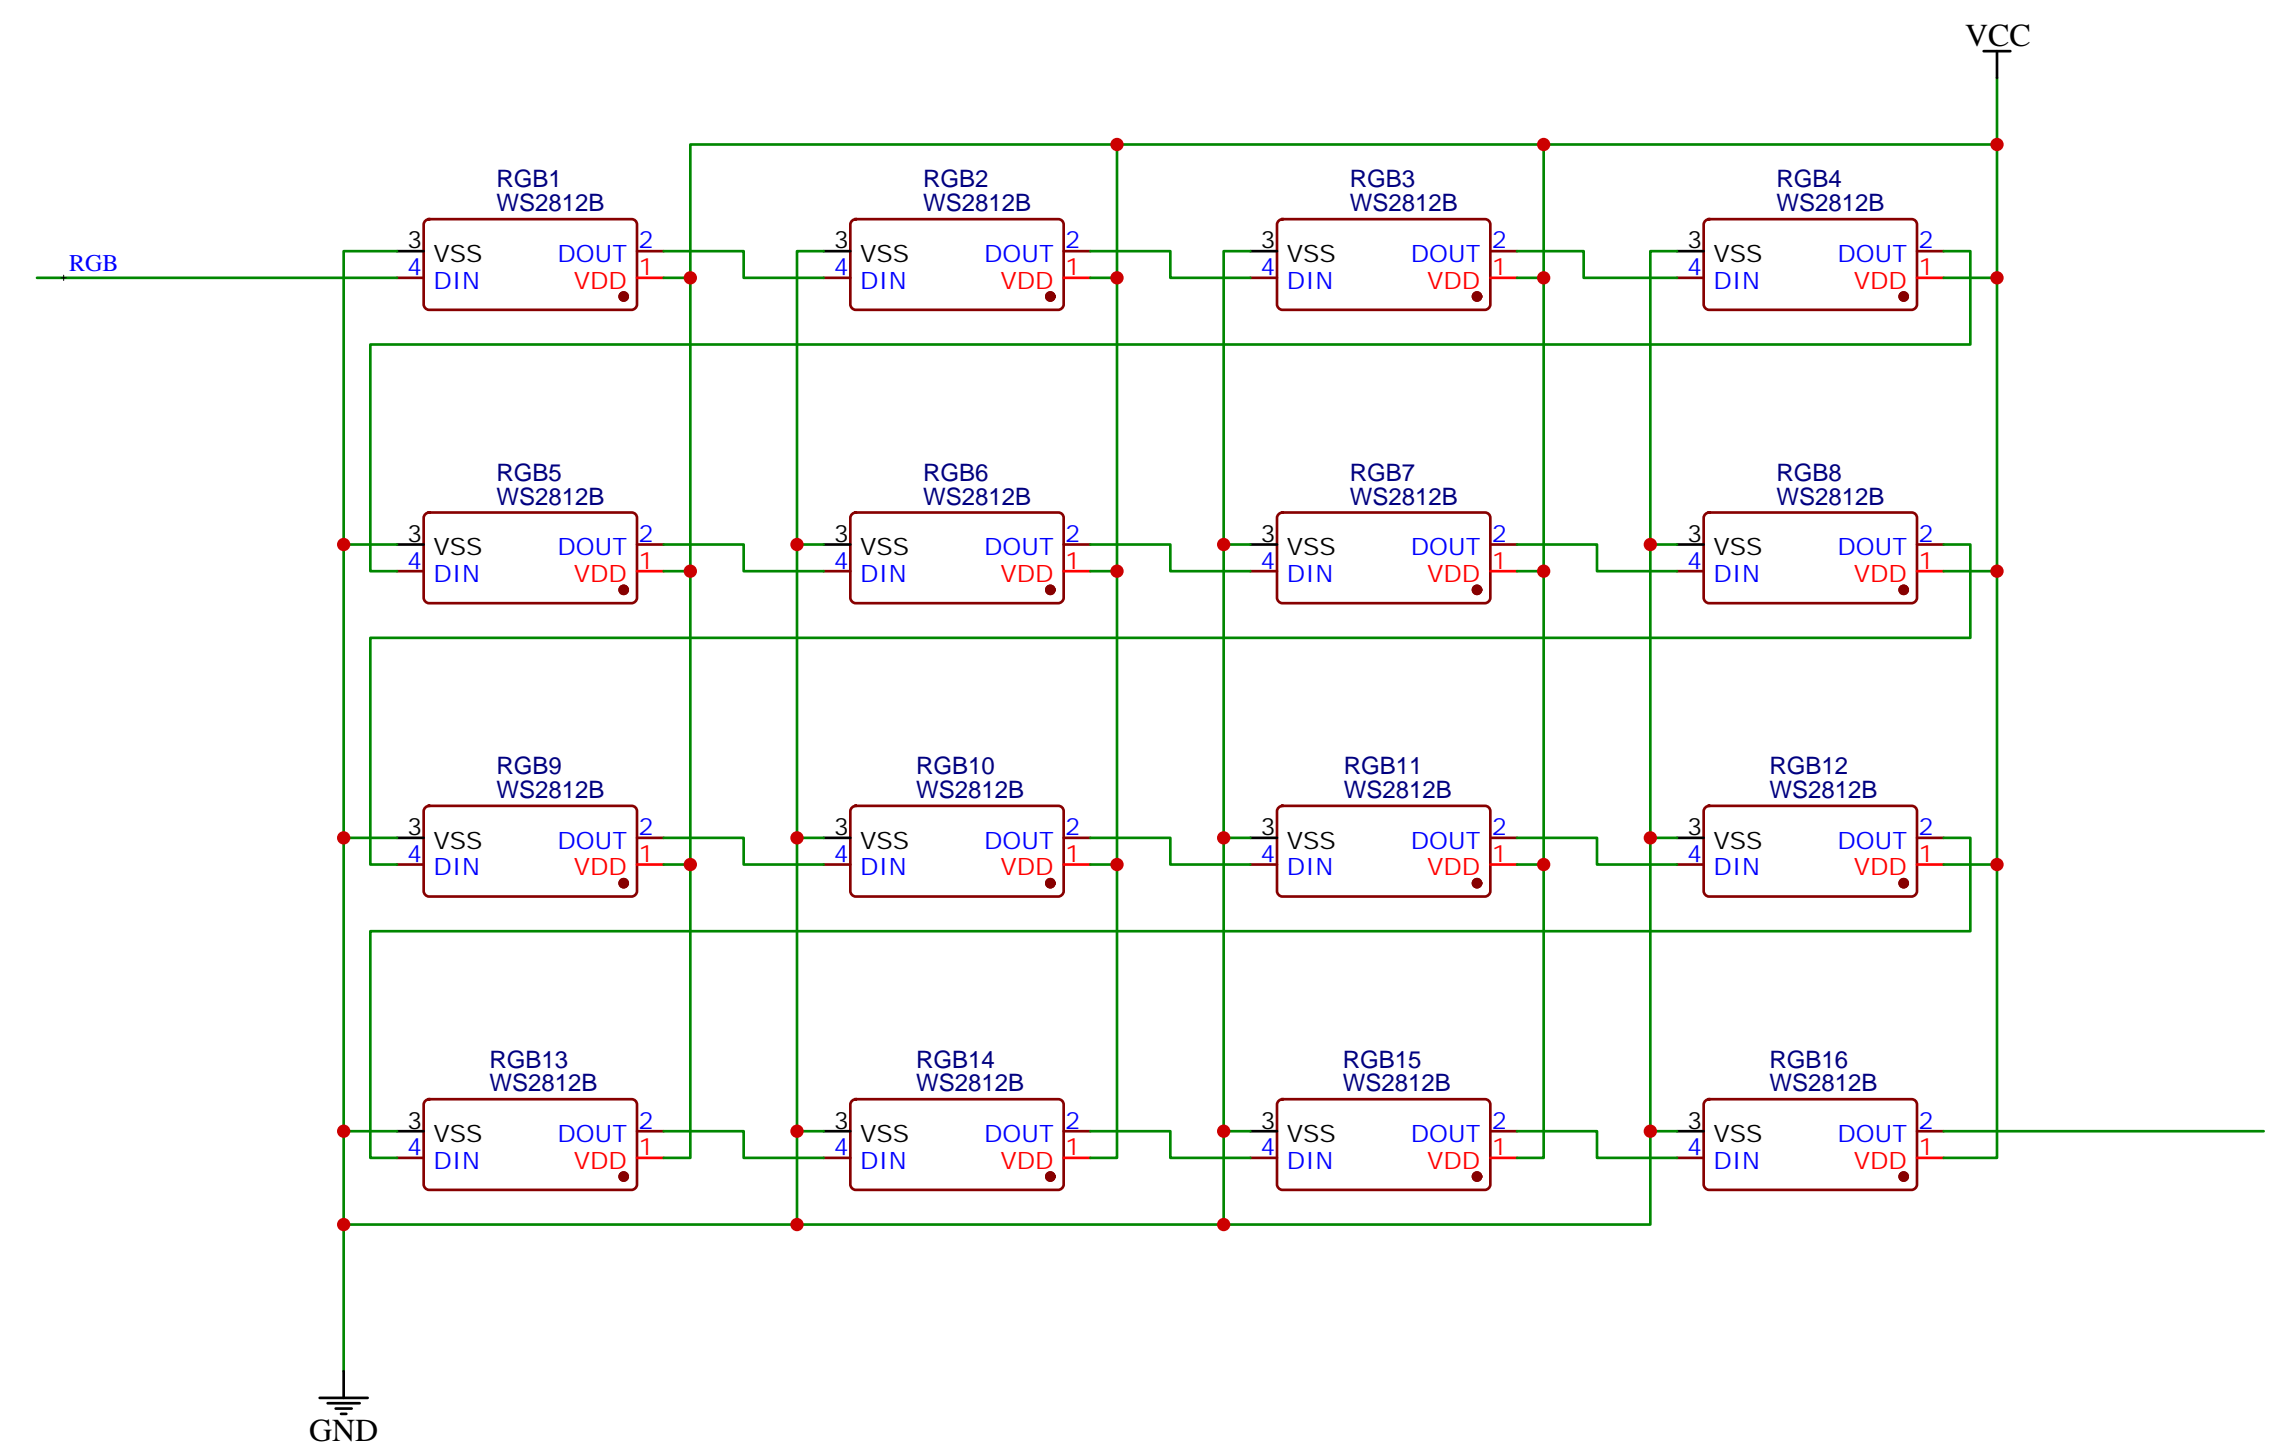 VCC
RGB
RGB1
WS2812B
3 VSS DOUT 2
4 DIN VDD 1
RGB2
WS2812B
3 VSS DOUT 2
4 DIN VDD 1
RGB3
WS2812B
3 VSS DOUT 2
4 DIN VDD 1
RGB4
WS2812B
3 VSS DOUT 2
4 DIN VDD 1
RGB5
WS2812B
3 VSS DOUT 2
4 DIN VDD 1
RGB6
WS2812B
3 VSS DOUT 2
4 DIN VDD 1
RGB7
WS2812B
3 VSS DOUT 2
4 DIN VDD 1
RGB8
WS2812B
3 VSS DOUT 2
4 DIN VDD 1
RGB9
WS2812B
3 VSS DOUT 2
4 DIN VDD 1
RGB10
WS2812B
3 VSS DOUT 2
4 DIN VDD 1
RGB11
WS2812B
3 VSS DOUT 2
4 DIN VDD 1
RGB12
WS2812B
3 VSS DOUT 2
4 DIN VDD 1
RGB13
WS2812B
3 VSS DOUT 2
4 DIN VDD 1
RGB14
WS2812B
3 VSS DOUT 2
4 DIN VDD 1
RGB15
WS2812B
3 VSS DOUT 2
4 DIN VDD 1
RGB16
WS2812B
3 VSS DOUT 2
4 DIN VDD 1
GND